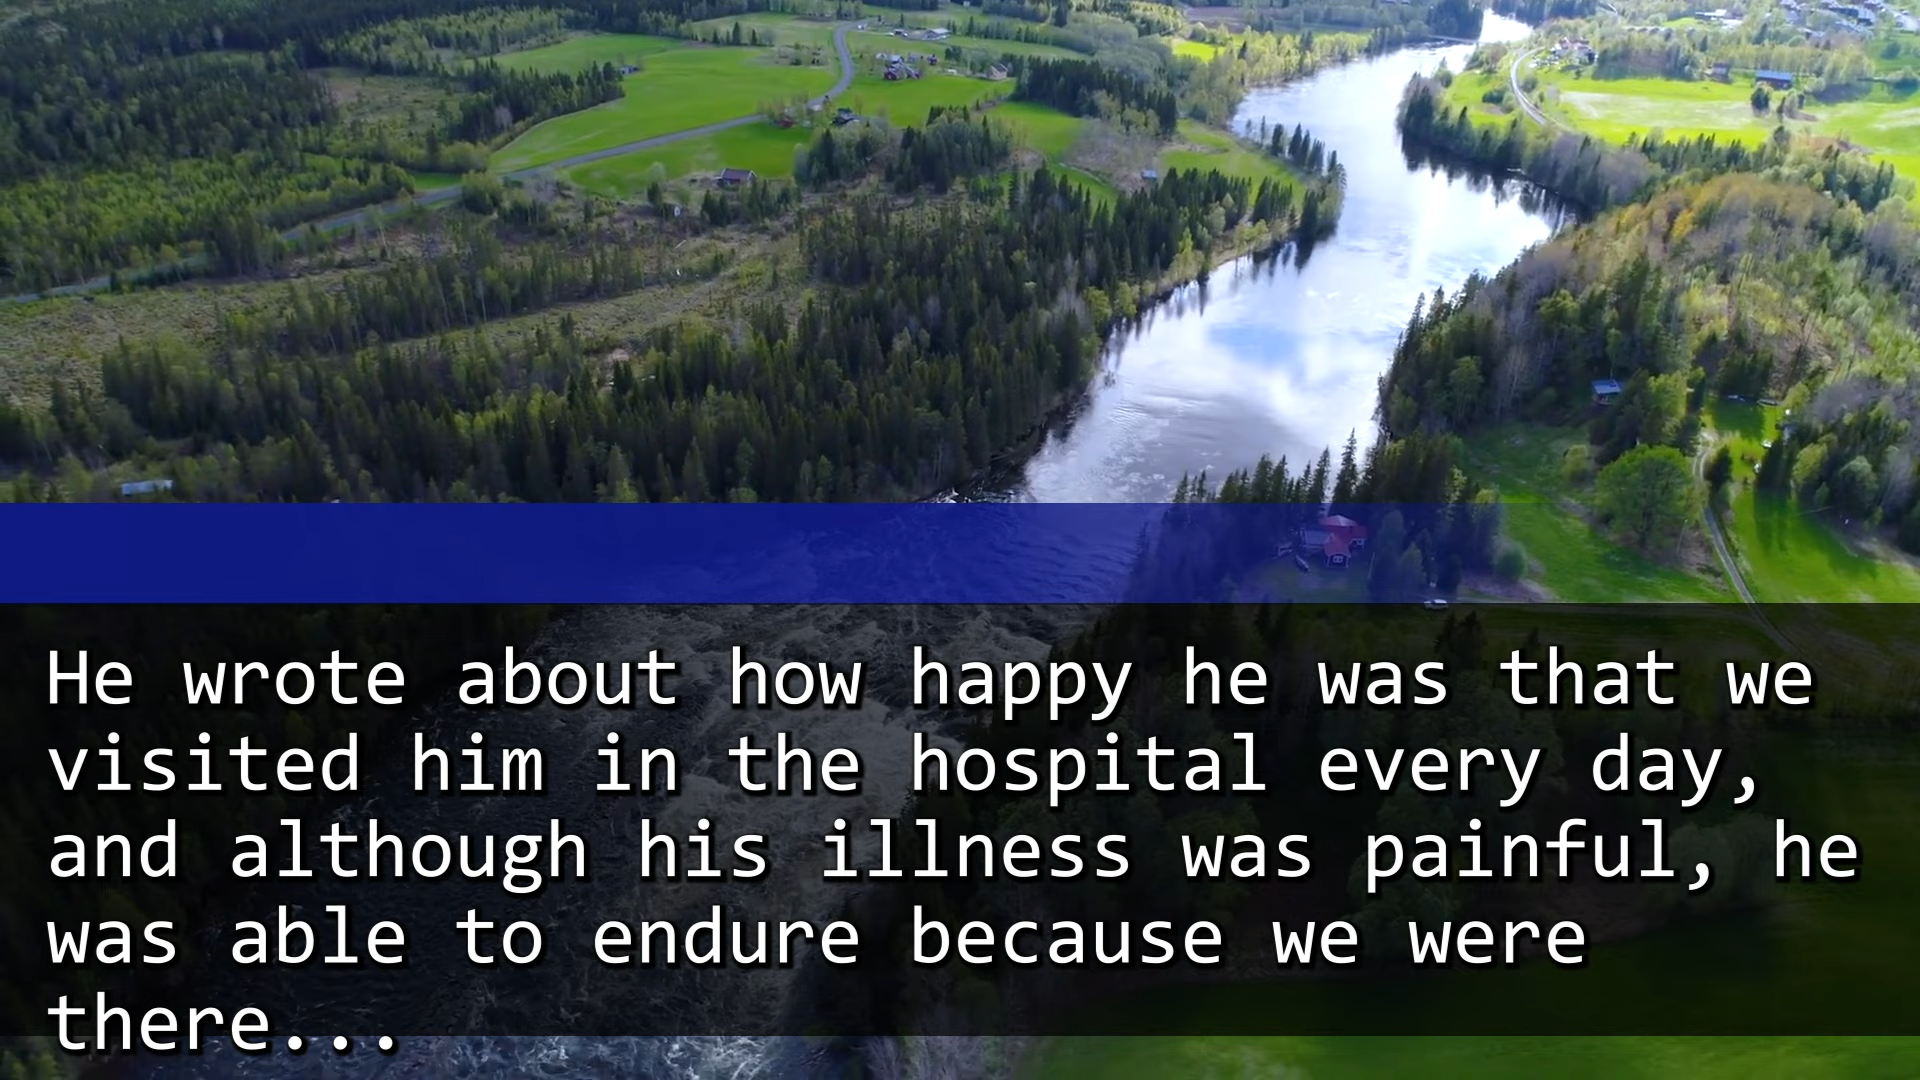 He wrote about how happy he was that we
visited him in the hospital every day,
and although his illness was painful, he
was able to endure because we were
there...